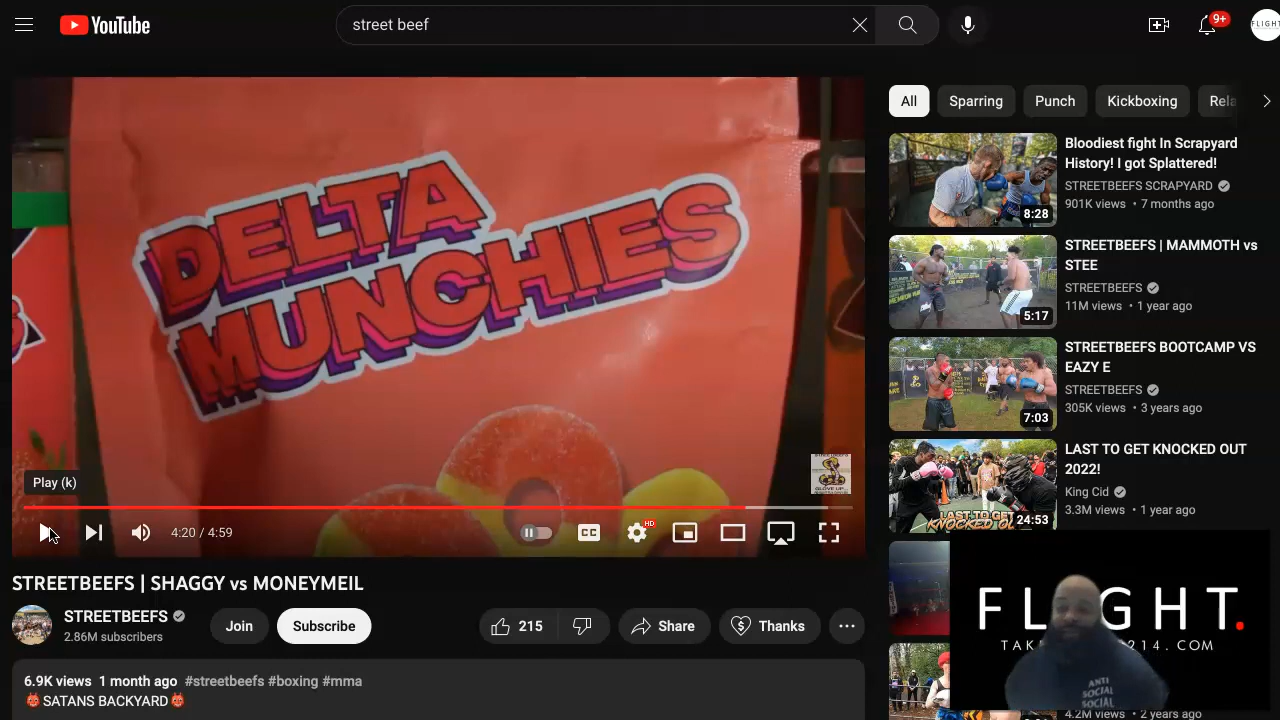 YouTube
street beef
9+
FLIGHT
All
Sparring
Punch
Kickboxing
DELTA
MUNCHIES
Play (k)
4:20 / 4:59
CC
HD
STREETBEEFS | SHAGGY vs MONEYMEIL
STREETBEEFS
2.86M subscribers
Join
Subscribe
215
Share
Thanks
6.9K views 1 month ago #streetbeefs #boxing #mma
SATANS BACKYARD
Bloodiest fight In Scrapyard
History! I got Splattered!
STREETBEEFS SCRAPYARD
901K views • 7 months ago
8:28
STREETBEEFS | MAMMOTH vs
STEE
STREETBEEFS
11M views • 1 year ago
5:17
STREETBEEFS BOOTCAMP VS
EAZY E
STREETBEEFS
305K views • 3 years ago
7:03
LAST TO GET KNOCKED OUT
2022!
King Cid
3.3M views • 1 year ago
24:53
ANTI
SOCIAL
SOCIAL
4.2M views • 2 years ago